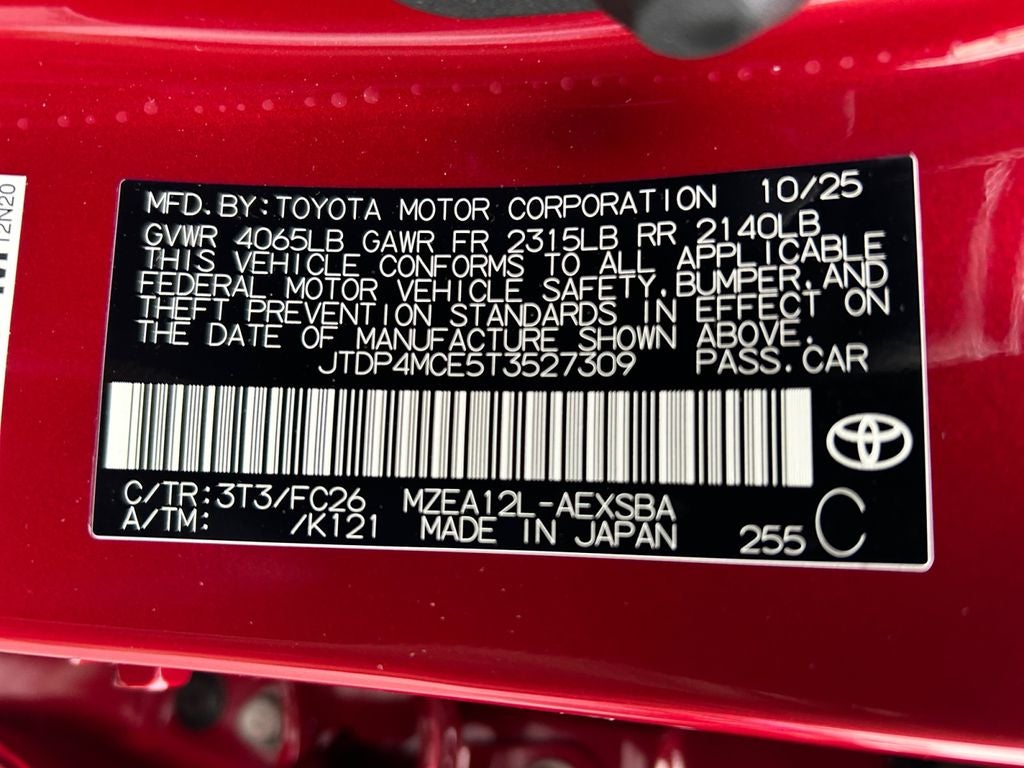 MFD.BY:TOYOTA MOTOR CORPORATION 10/25
GVWR 4065LB GAWR FR 2315LB RR 2140LB
THIS VEHICLE CONFORMS TO ALL APPLICABLE
FEDERAL MOTOR VEHICLE SAFETY,BUMPER,AND
THEFT PREVENTION STANDARDS IN EFFECT ON
THE DATE OF MANUFACTURE SHOWN ABOVE.
JTDP4MCE5T3527309 PASS.CAR
C/TR:3T3/FC26 MZEA12L-AEXSBA
A/TM: /K121 MADE IN JAPAN 255 C
12N20